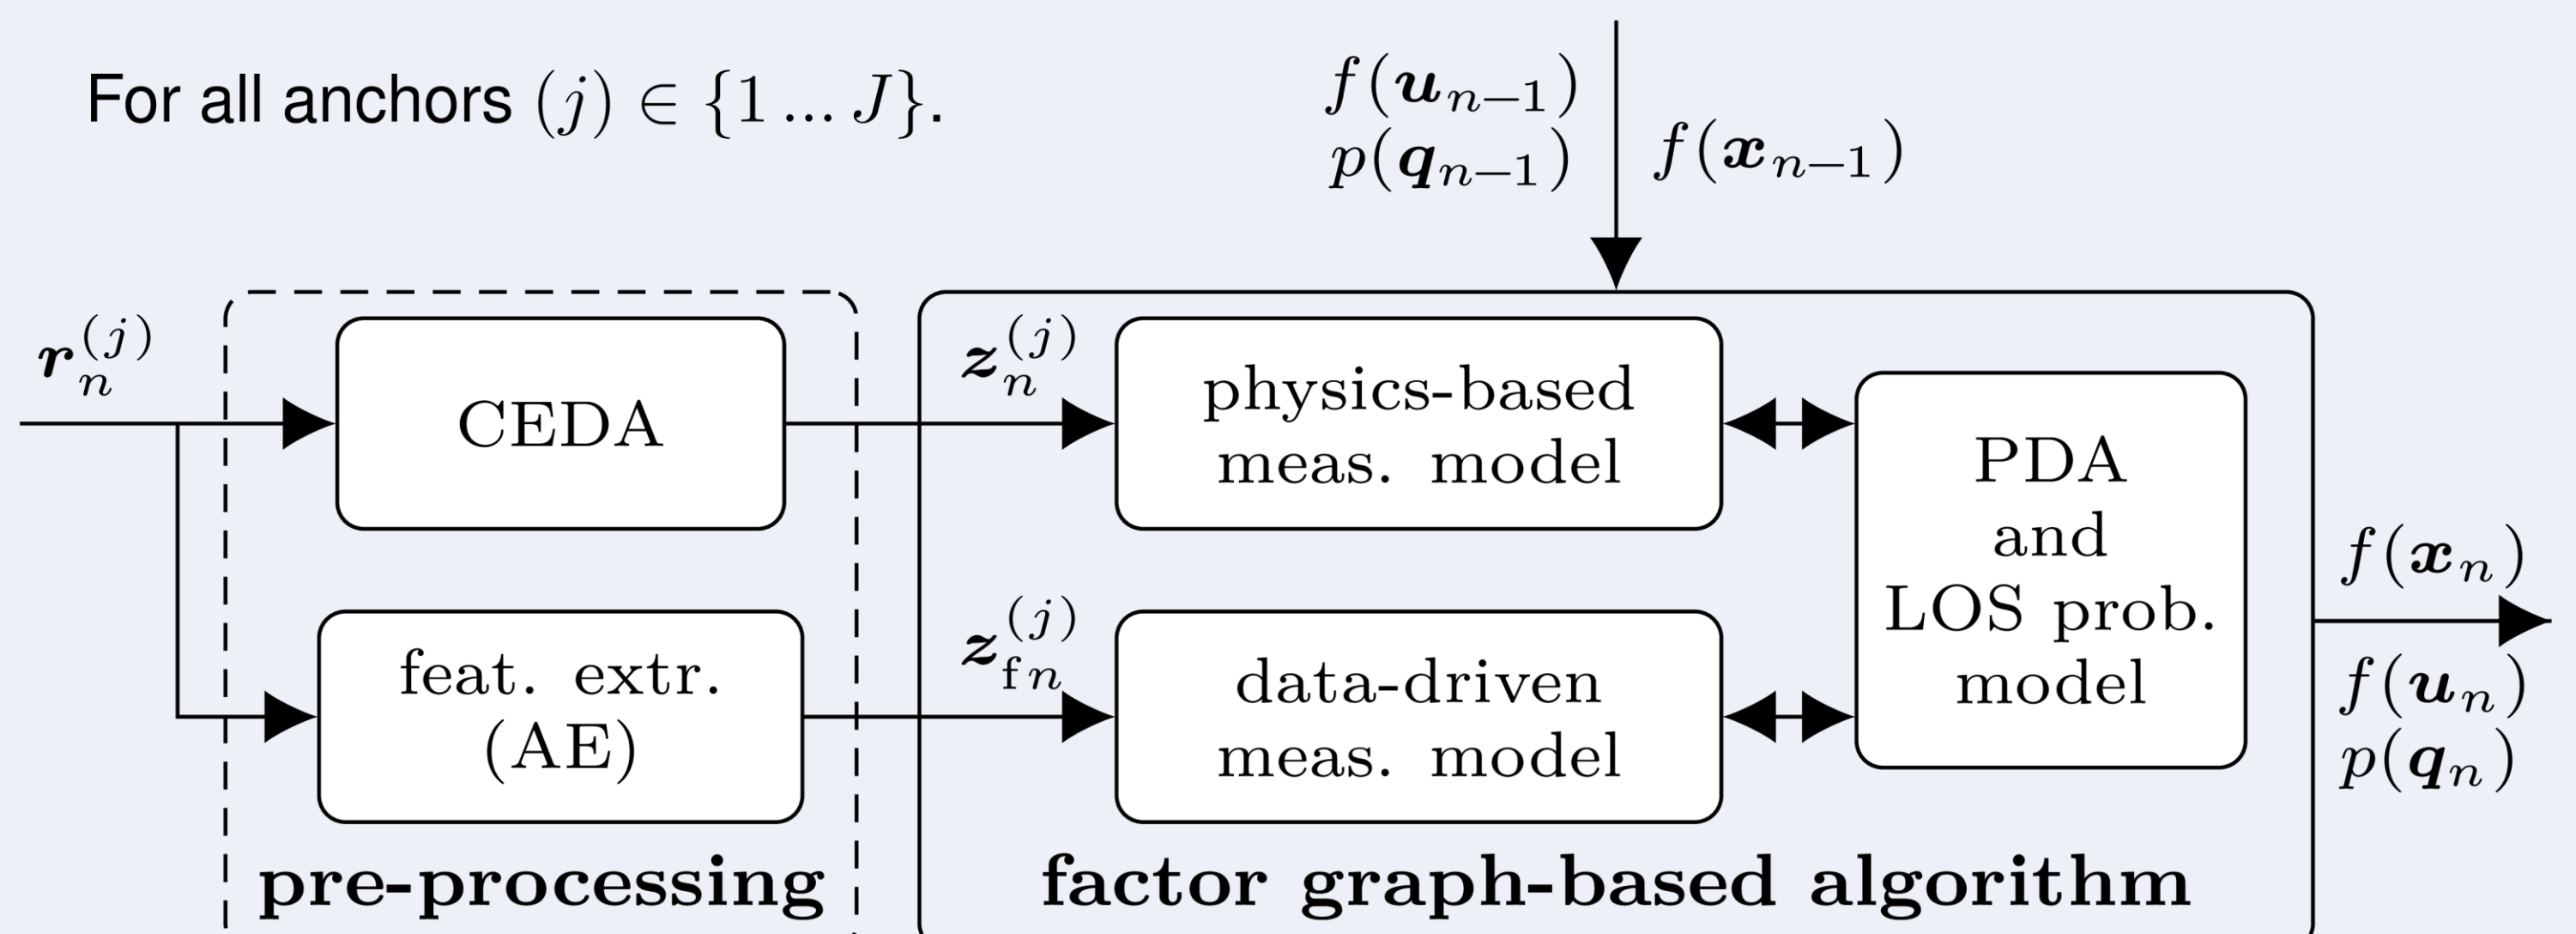 For all anchors (j) ∈ {1 ... J}.
f(u_{n−1})
p(q_{n−1})
f(x_{n−1})
r_n^{(j)}
CEDA
z_n^{(j)}
physics-based
meas. model
feat. extr.
(AE)
z_{f n}^{(j)}
data-driven
meas. model
PDA
and
LOS prob.
model
f(x_n)
f(u_n)
p(q_n)
pre-processing
factor graph-based algorithm